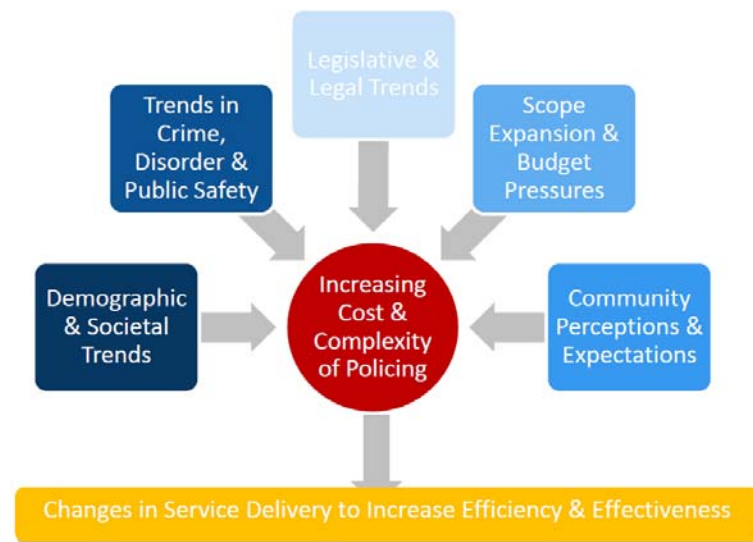 Legislative &
Legal Trends
Trends in
Crime,
Disorder &
Public Safety
Scope
Expansion &
Budget
Pressures
Demographic
& Societal
Trends
Increasing
Cost &
Complexity
of Policing
Community
Perceptions &
Expectations
Changes in Service Delivery to Increase Efficiency & Effectiveness